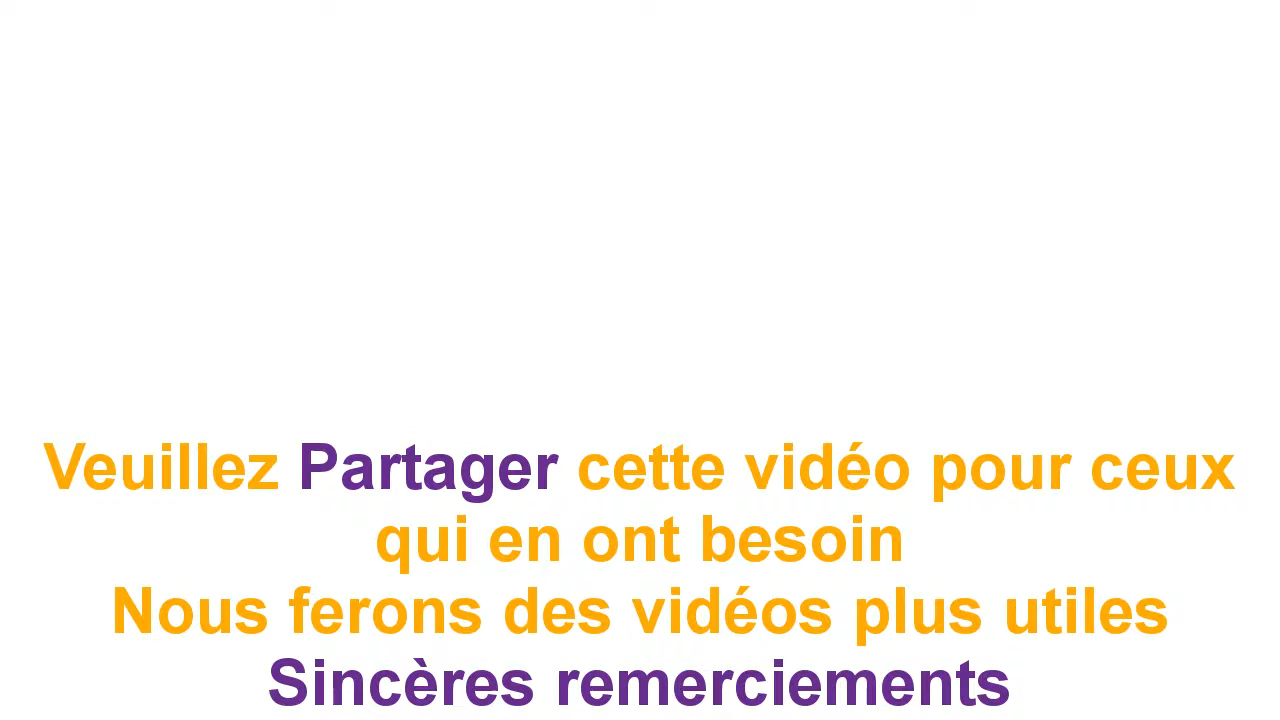 Veuillez Partager cette vidéo pour ceux
qui en ont besoin
Nous ferons des vidéos plus utiles
Sincères remerciements